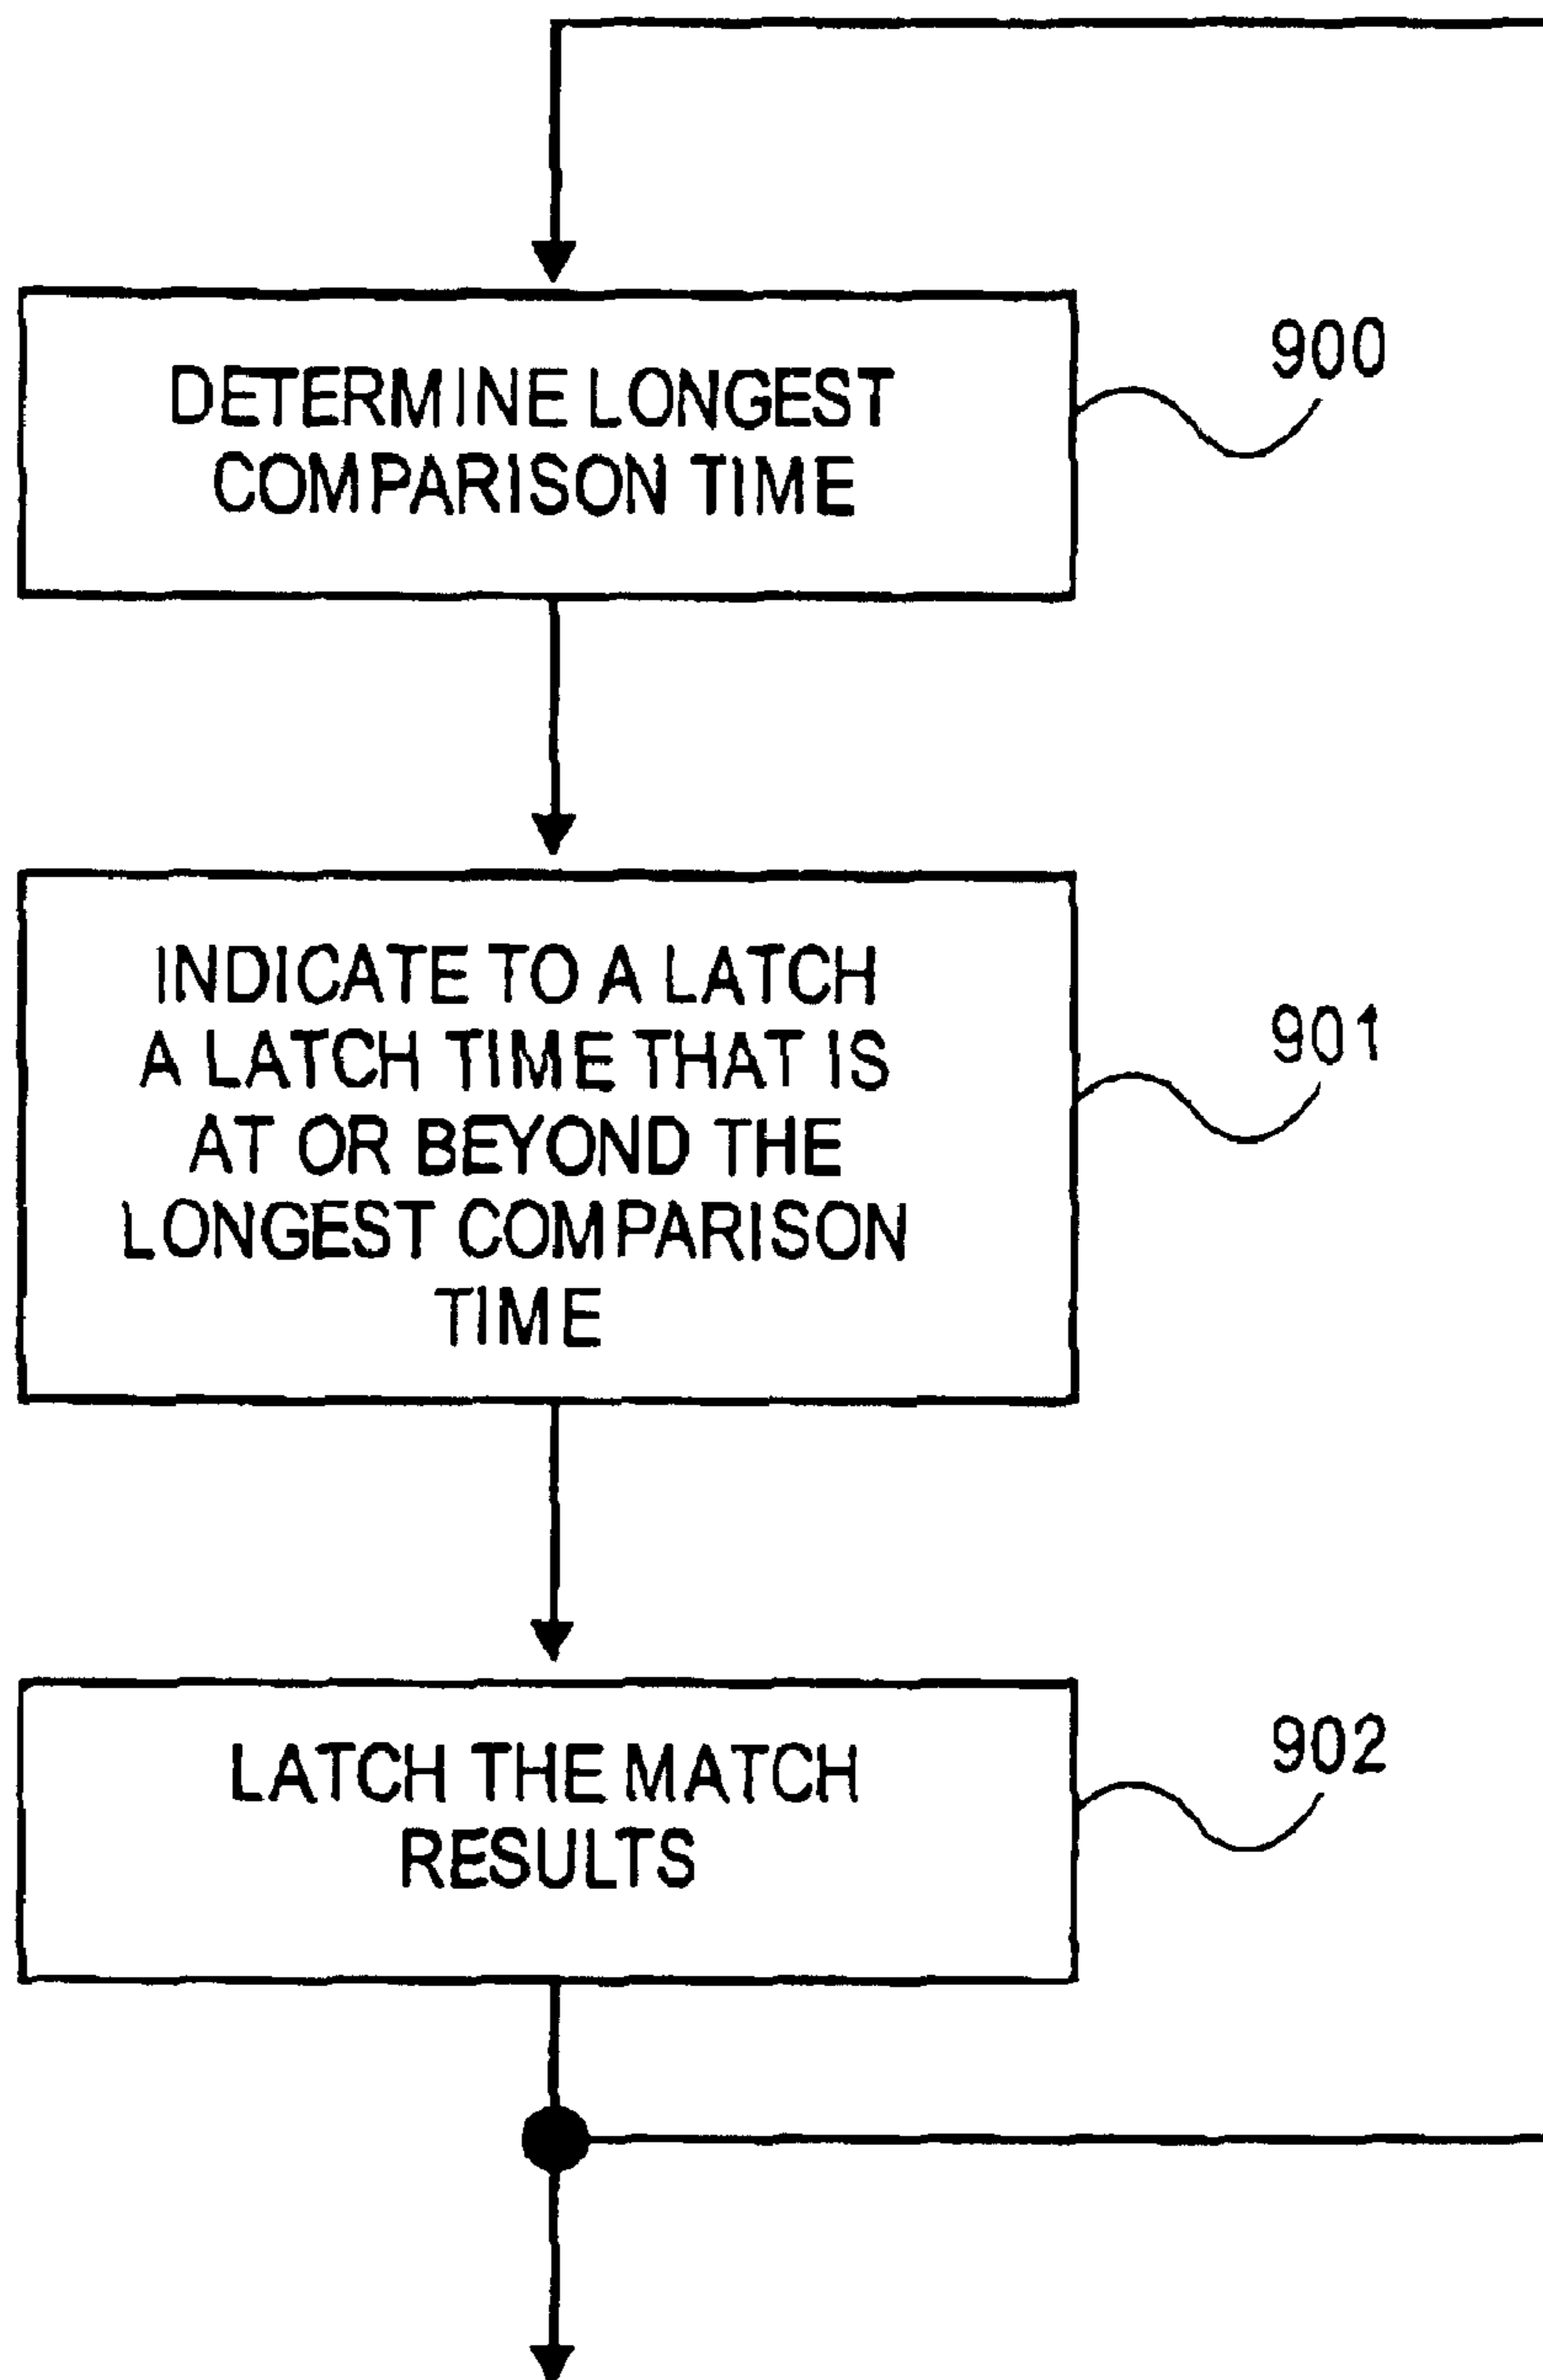 DETERMINE LONGEST
COMPARISON TIME
900
INDICATE TO A LATCH
A LATCH TIME THAT IS
AT OR BEYOND THE
LONGEST COMPARISON
TIME
901
LATCH THE MATCH
RESULTS
902